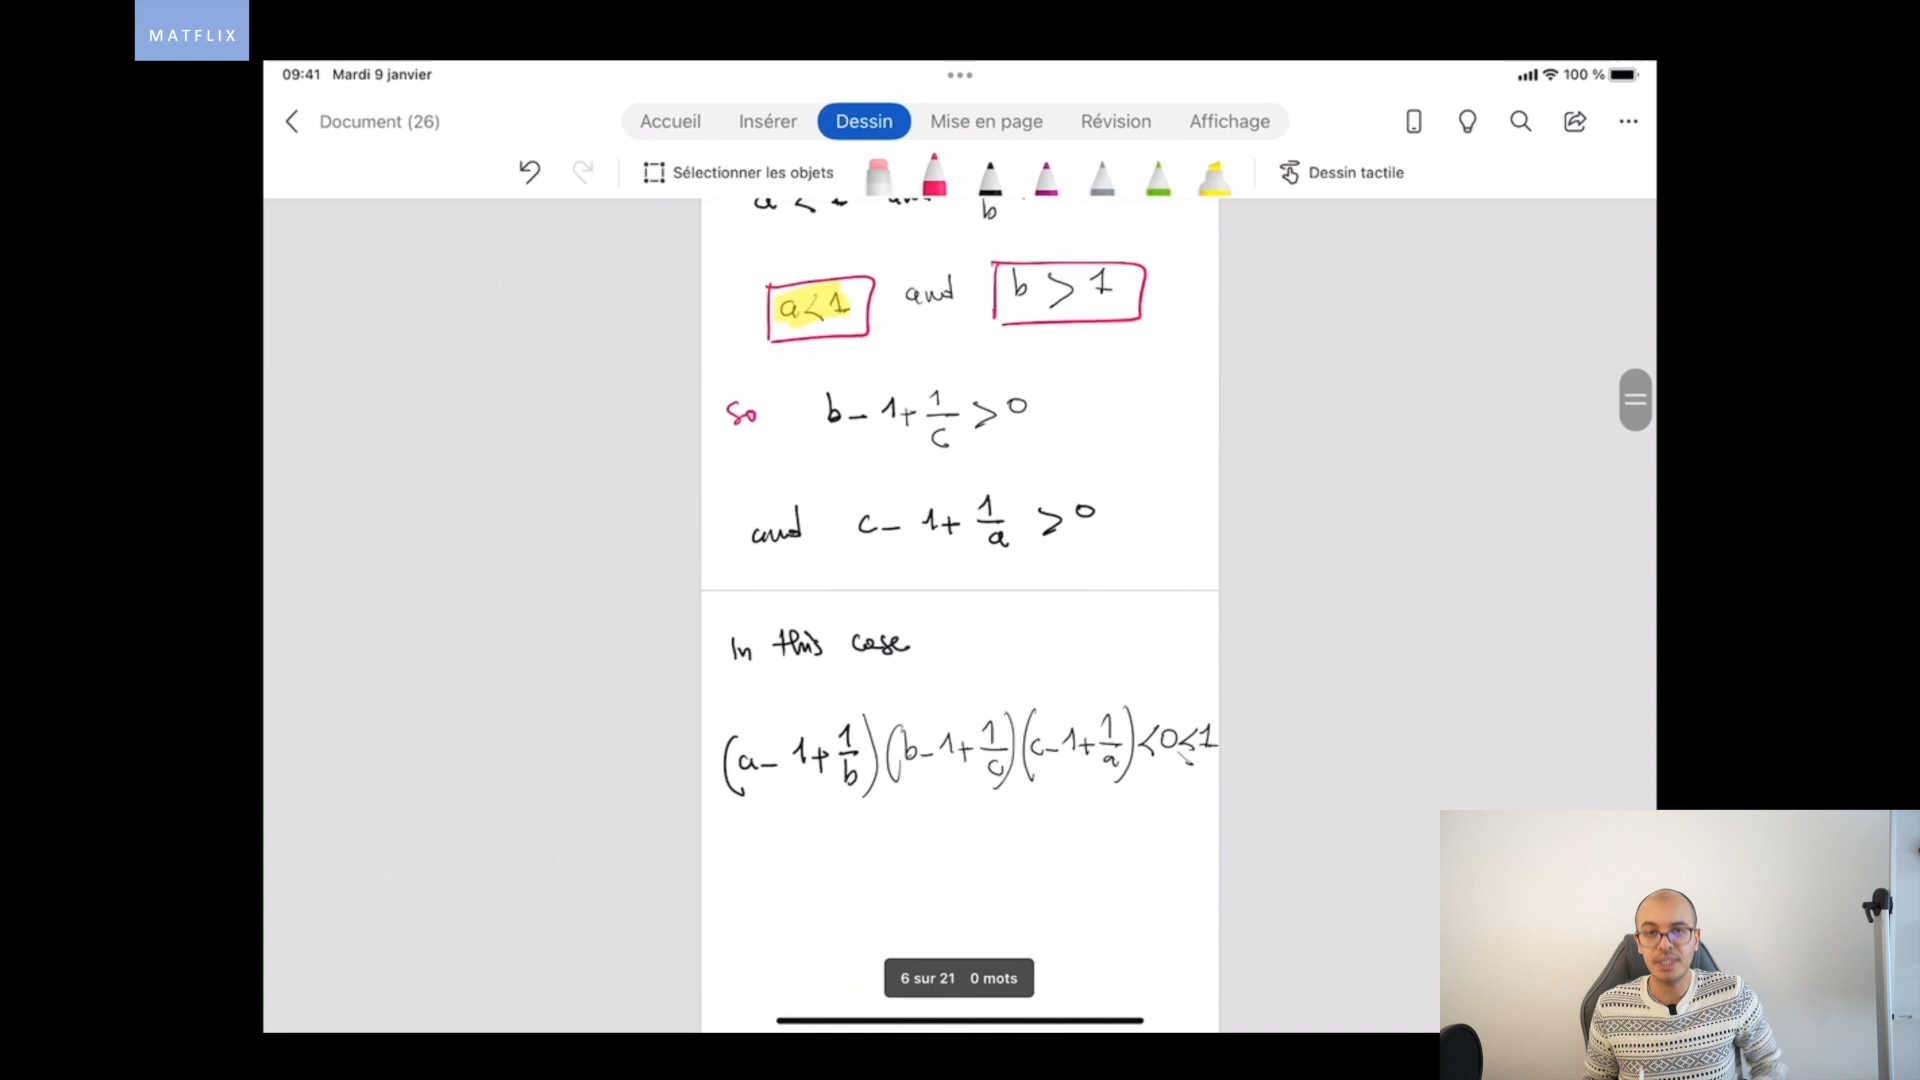 MATFLIX
09:41 Mardi 9 janvier
100 %
Document (26)
Accueil Insérer Dessin Mise en page Révision Affichage
Sélectionner les objets
Dessin tactile
b
a<1 and b > 1
So b - 1 + 1/c > 0
and c - 1 + 1/a > 0
In this case
(a - 1 + 1/b)(b - 1 + 1/c)(c - 1 + 1/a) < 0 ≤ 1
6 sur 21 0 mots